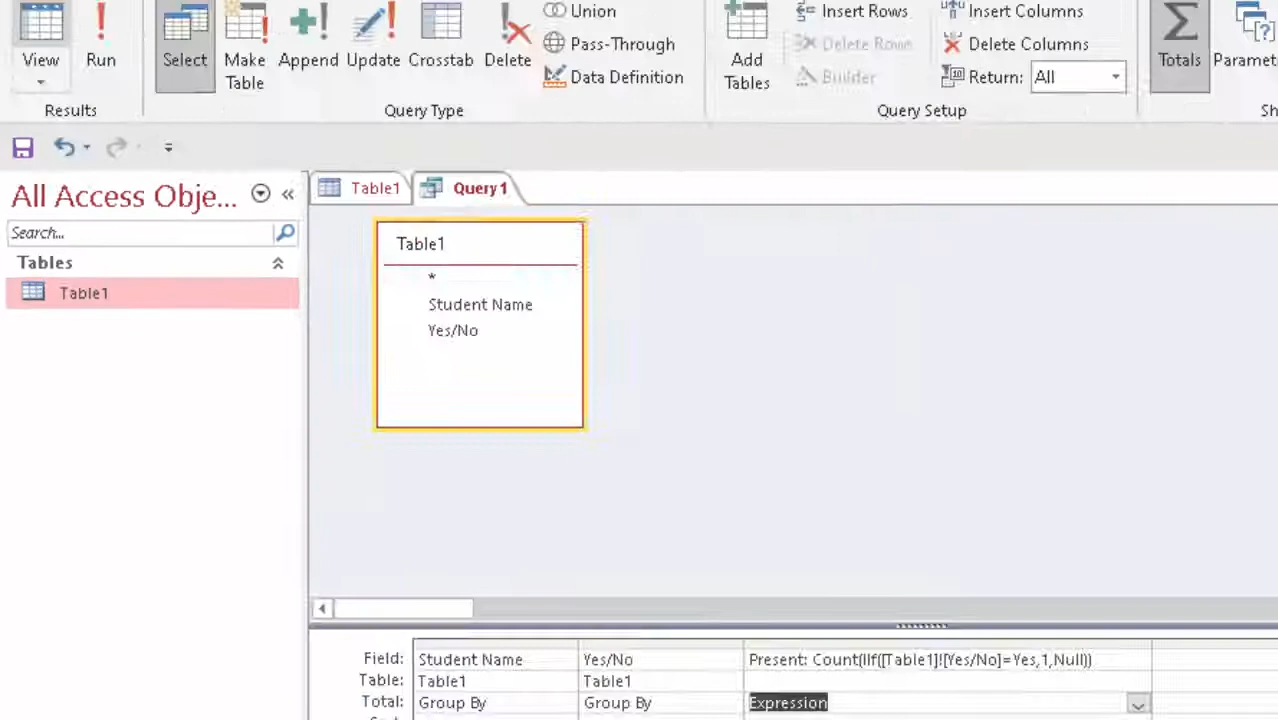 View
Run
Select
Make
Table
Append
Update
Crosstab
Delete
Union
Pass-Through
Data Definition
Add
Tables
Insert Rows
Delete Rows
Builder
Insert Columns
Delete Columns
Return: All
Totals
Results
Query Type
Query Setup
All Access Obje...
Search...
Tables
Table1
Table1
Query1
Table1
*
Student Name
Yes/No
Field: Student Name Yes/No Present: Count(IIf([Table1]![Yes/No]=Yes,1,Null))
Table: Table1 Table1
Total: Group By Group By Expression